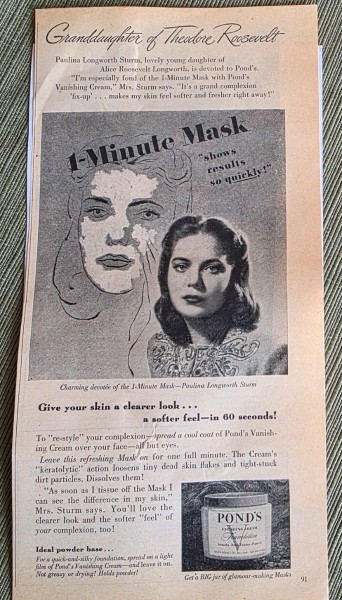 Granddaughter of Theodore Roosevelt
Paulina Longworth Sturm, lovely young daughter of
Alice Roosevelt Longworth, is devoted to Pond's.
"I'm especially fond of the 1-Minute Mask with Pond's
Vanishing Cream," Mrs. Sturm says. "It's a grand complexion
'fix-up' . . . makes my skin feel softer and fresher right away!"
1-Minute Mask
"shows
results
so quickly!"
Charming devotée of the 1-Minute Mask—Paulina Longworth Sturm
Give your skin a clearer look . . .
a softer feel—in 60 seconds!
To "re-style" your complexion—spread a cool coat of Pond's Vanish-
ing Cream over your face—all but eyes.
Leave this refreshing Mask on for one full minute. The Cream's
"keratolytic" action loosens tiny dead skin flakes and tight-stuck
dirt particles. Dissolves them!
"As soon as I tissue off the Mask I
can see the difference in my skin,"
Mrs. Sturm says. You'll love the
clearer look and the softer "feel" of
your complexion, too!
Ideal powder base . . .
For a quick-and-silky foundation, spread on a light
film of Pond's Vanishing Cream—and leave it on.
Not greasy or drying! Holds powder!
POND'S
Get a BIG jar of glamour-making Masks
91